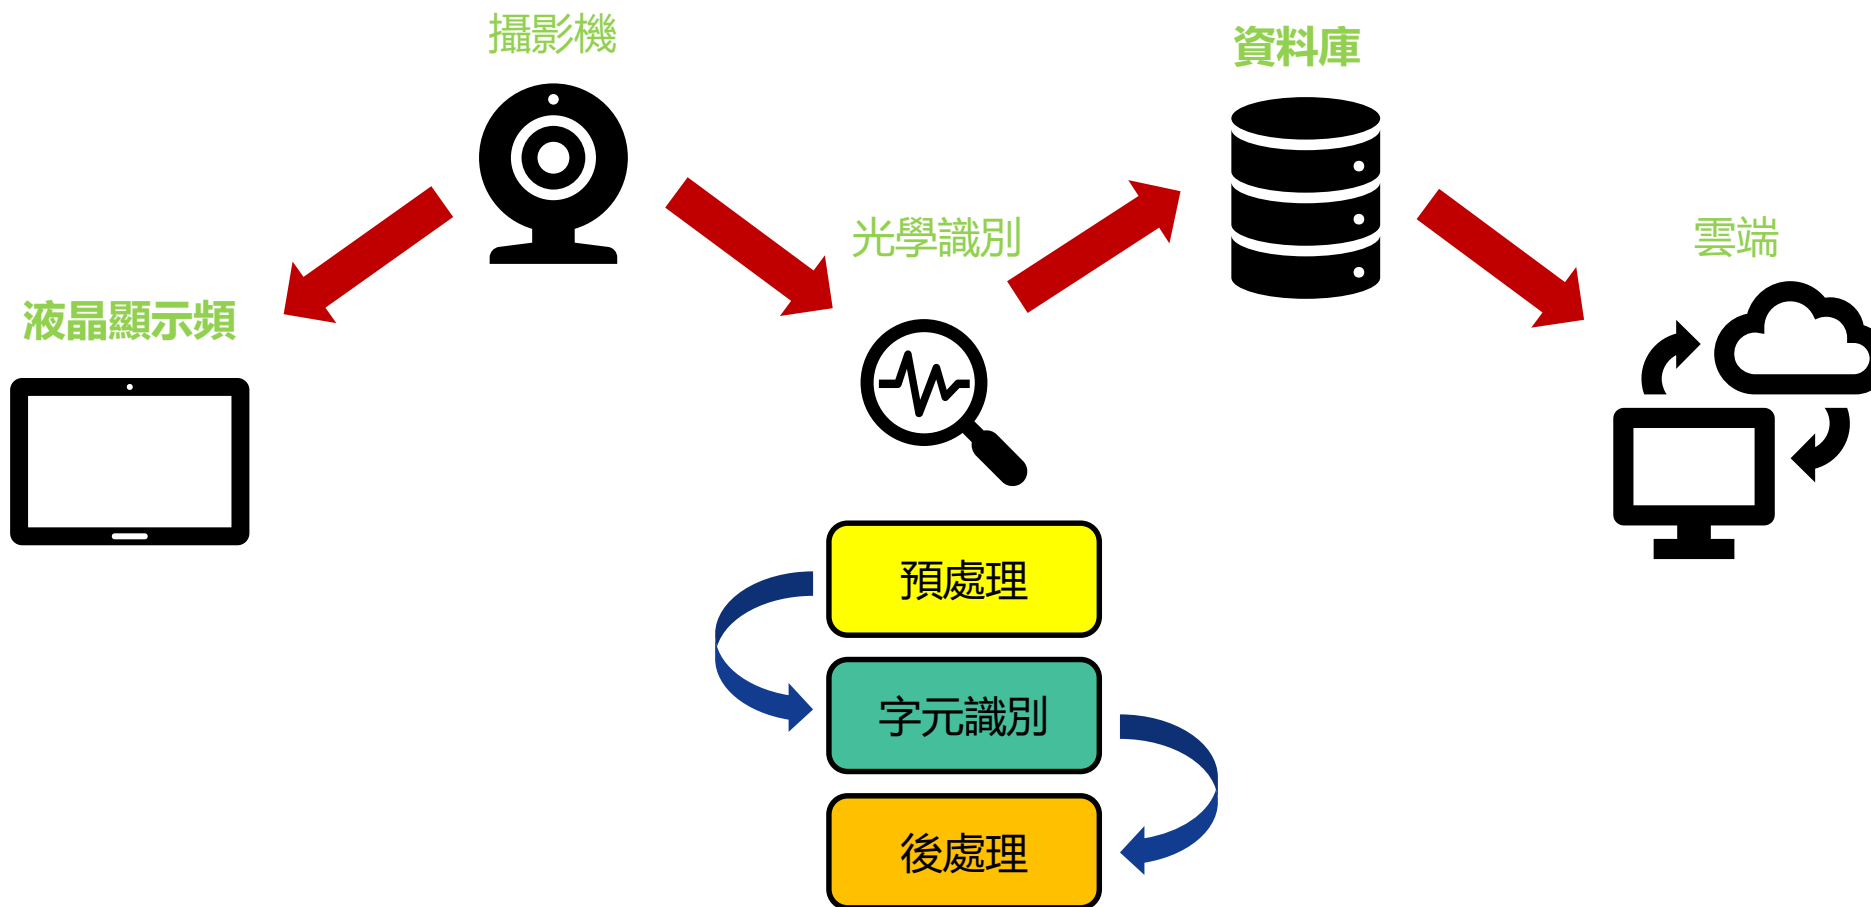 攝影機
資料庫
光學識別
雲端
液晶顯示頻
預處理
字元識別
後處理